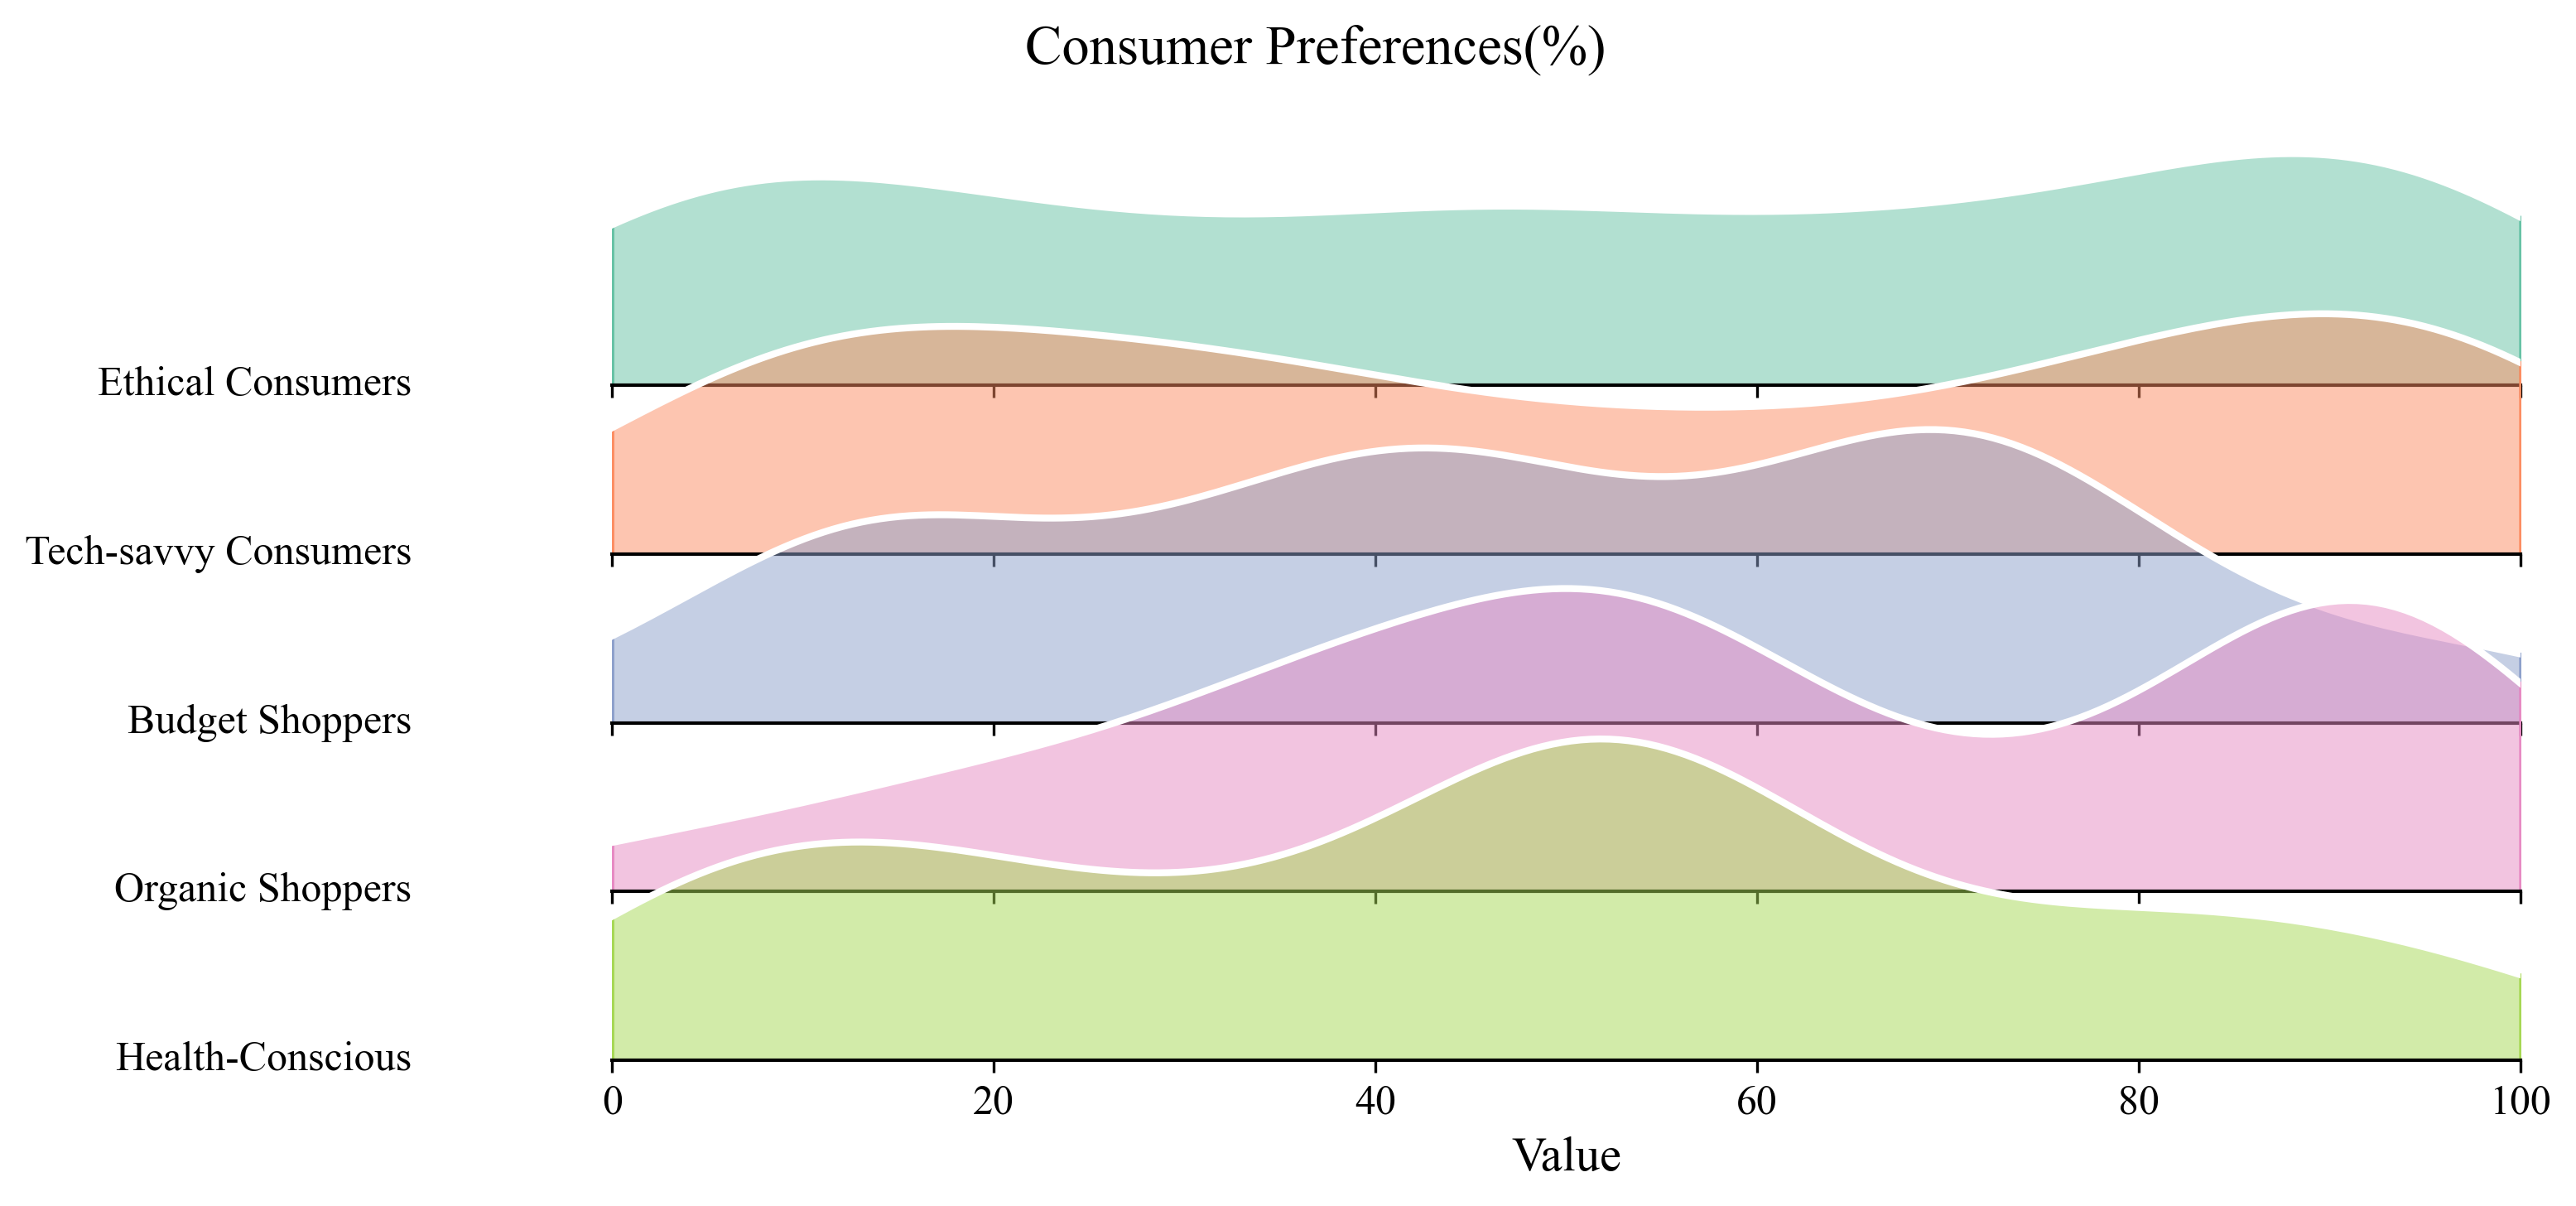 Consumer Preferences(%)
Ethical Consumers
Tech-savvy Consumers
Budget Shoppers
Organic Shoppers
Health-Conscious
0 20 40 60 80 100
Value